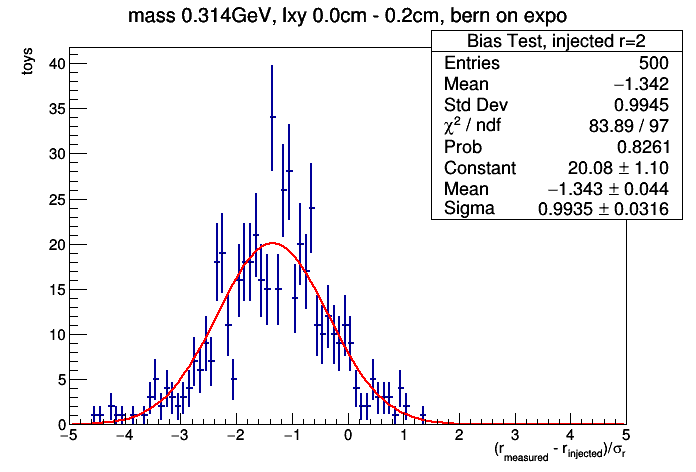 mass 0.314GeV, lxy 0.0cm - 0.2cm, bern on expo
Bias Test, injected r=2
Entries 500
Mean −1.342
Std Dev 0.9945
χ² / ndf 83.89 / 97
Prob 0.8261
Constant 20.08 ± 1.10
Mean −1.343 ± 0.044
Sigma 0.9935 ± 0.0316
toys
40
35
30
25
20
15
10
5
0
−5 −4 −3 −2 −1 0 1 2 3 4 5
(r_measured - r_injected)/σ_r